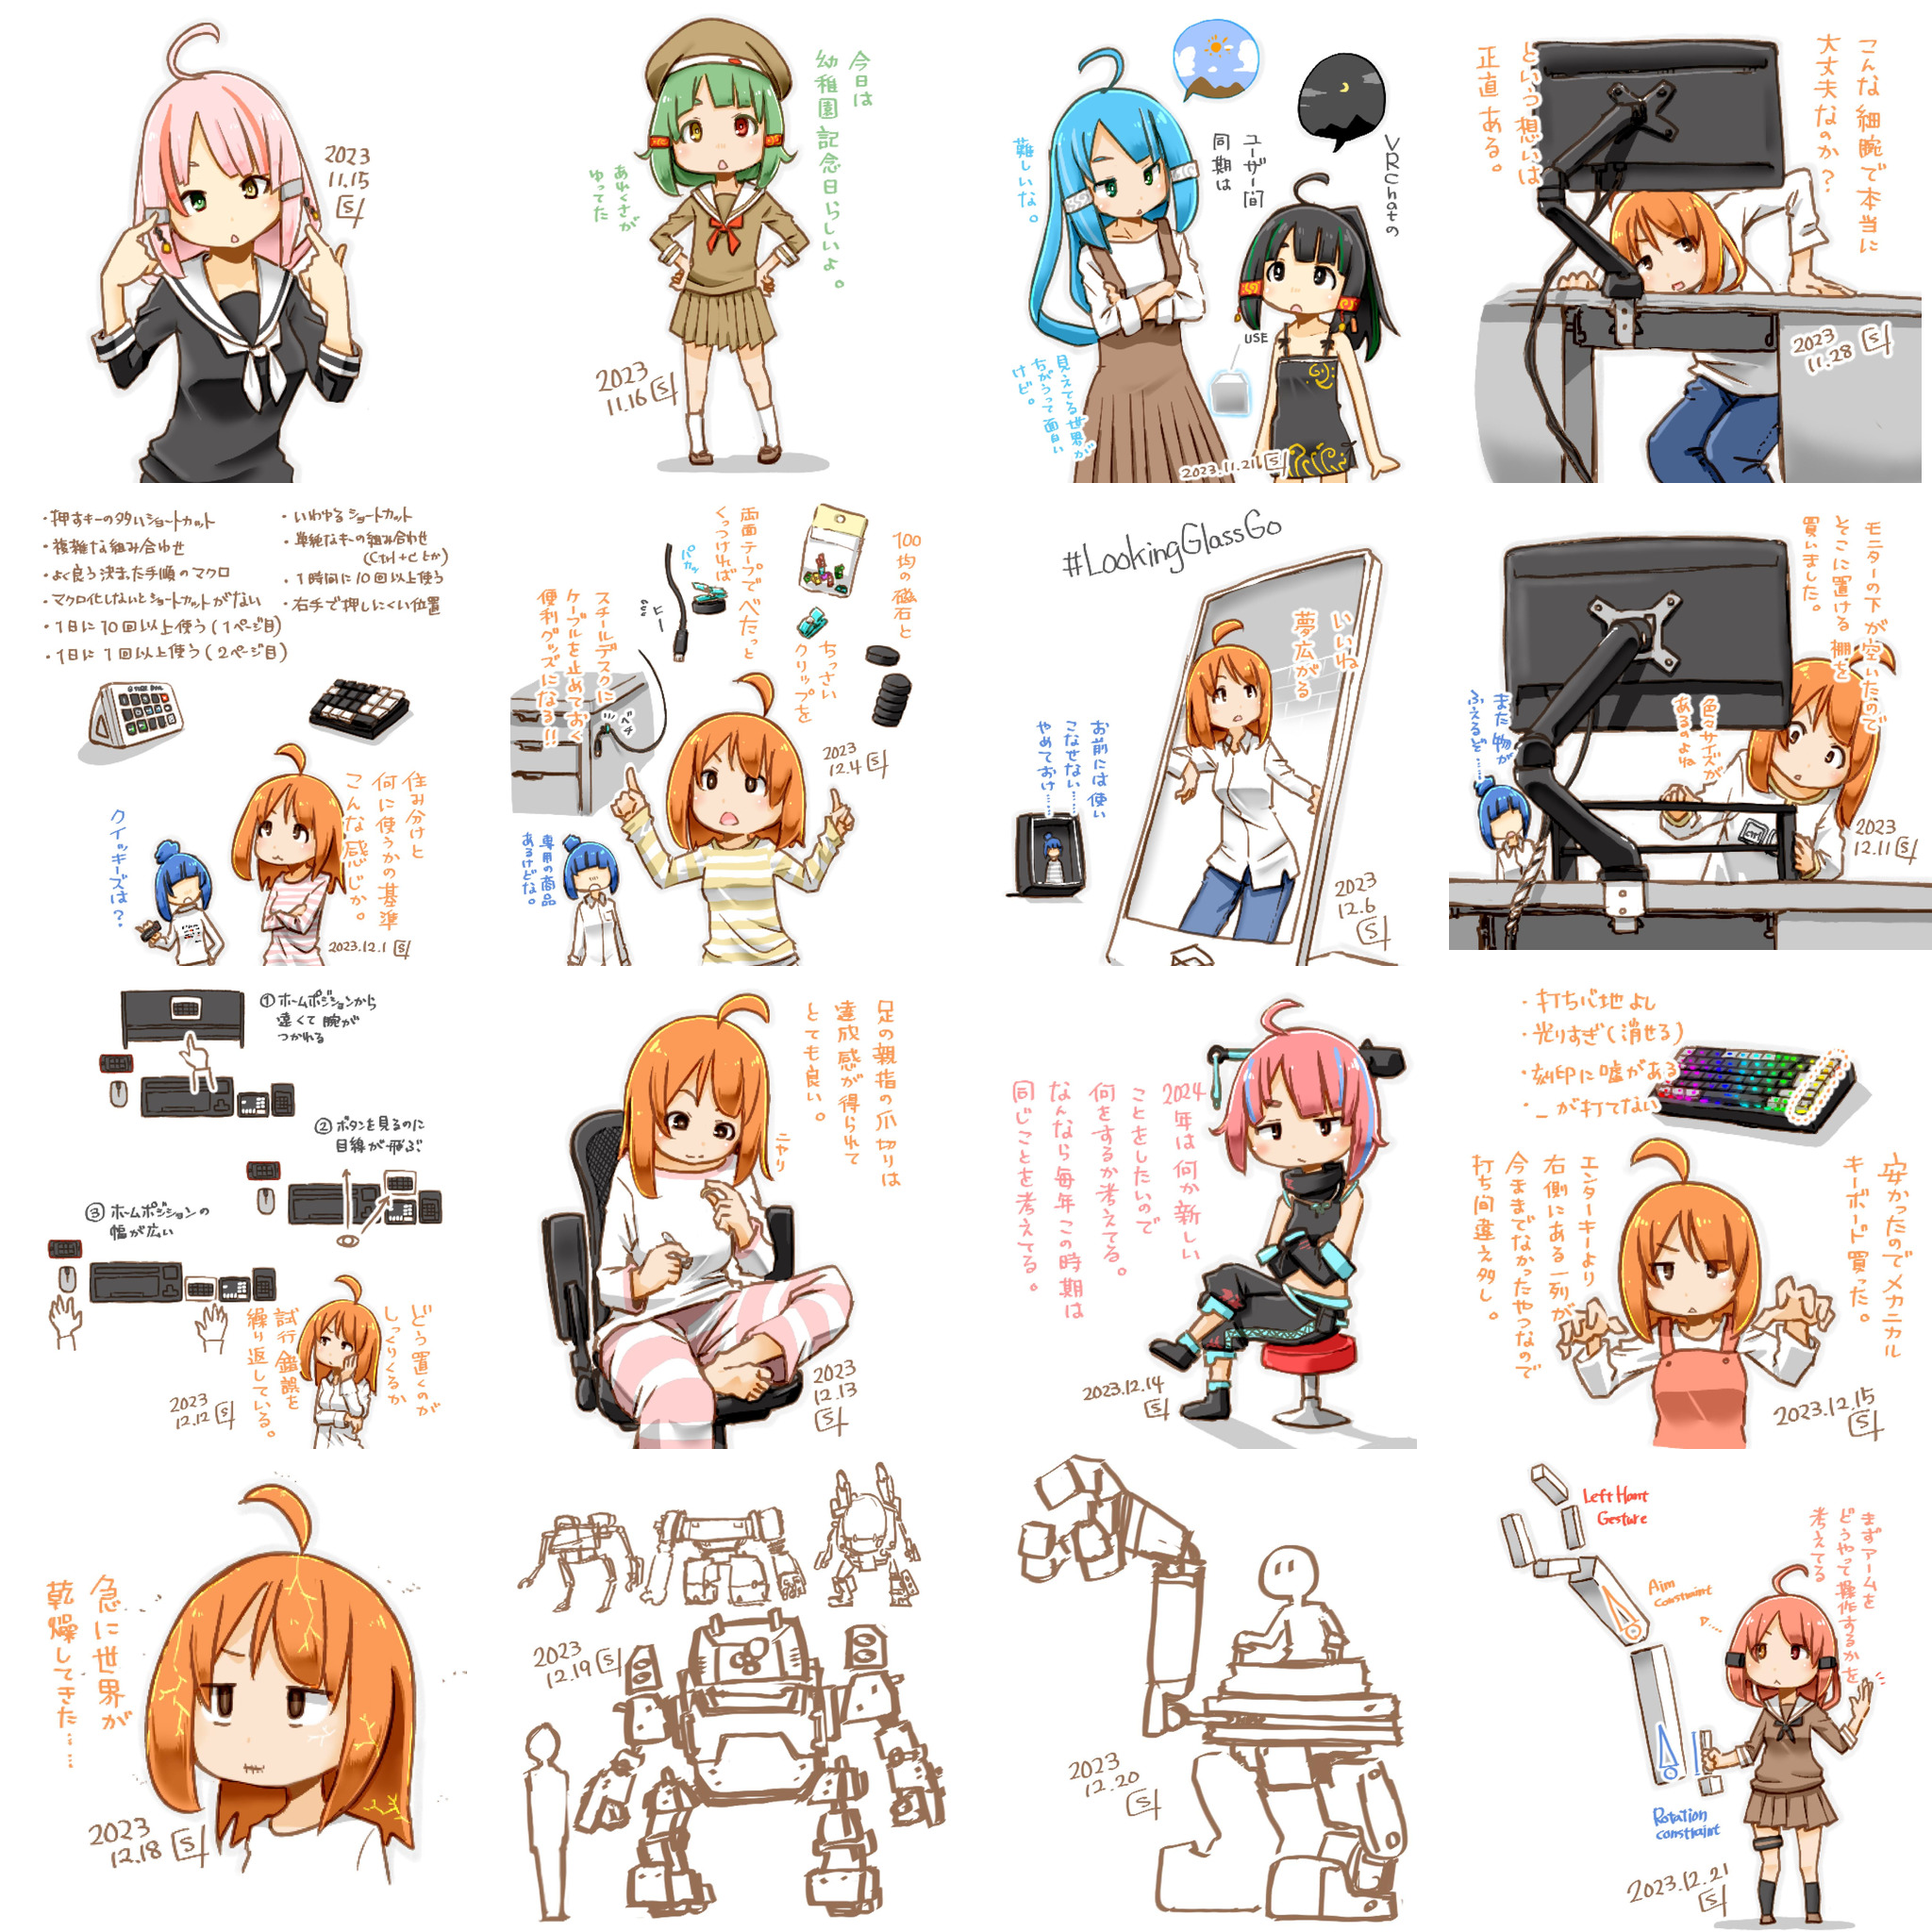 2023
11.15
今日は
幼稚園記念日らしいよ。
あれくさが
ゆってた
2023
11.16
VRChatの
ユーザー間
同期は
難しいな。
USE
見えてる世界が
ちがうって面白い
けど。
2023.11.21
こんな細腕で本当に
大丈夫なのか?
という想いは
正直ある。
2023
11.28
・押すキーの多いショートカット
・複雑な組み合わせ
・よく良う決まった手順のマクロ
・マクロ化しないとショートカットがない
・1日に10回以上使う(1ページ目)
・1日に1回以上使う(2ページ目)
・いわゆるショートカット
・単純なキーの組み合わせ
(Ctrl+Cとか)
・1時間に10回以上使う
・右手で押しにくい位置
住み分けと
何に使うかの基準
こんな感じか。
クイッキーズは?
2023.12.1
100均の磁石と
ちっさい
クリップを
両面テープでべたっと
くっつければ
パカッ
スチールデスクに
ケーブルを止めておく
便利グッズになる!!
専用の商品
あるけどな。
2023
12.4
#LookingGlassGo
いいね
夢広がる
お前には使い
こなせない……
やめておけ……
2023
12.6
モニターの下が空いたので
そこに置ける棚を
買いました。
色々サイズが
あるのよね
また物が
ふえるぞ……
Ctrl
2023
12.11
①ホームポジションから
遠くて腕が
つかれる
②ボタンを見るのに
目線が飛ぶ
③ホームポジションの
幅が広い
どう置くのが
しっくりくるか
試行錯誤を
繰り返している。
2023
12.12
足の親指の爪切りは
達成感が得られて
とても良い。
ニヤリ
2023
12.13
2024年は何か新しい
ことをしたいので
何をするか考えてる。
なんなら毎年この時期は
同じことを考えてる。
2023.12.14
・打ち心地よし
・光りすぎ(消せる)
・刻印に嘘がある
・_が打てない
安かったのでメカニカル
キーボード買った。
エンターキーより
右側にある一列が
今までなかったやつなので
打ち間違え多し。
2023.12.15
急に世界が
乾燥してきた……
2023
12.18
2023
12.19
2023
12.20
Left Hant
Gesture
Aim
constraint
まずアームを
どうやって操作するかを
考えてる
Rotation
constraint
2023.12.21